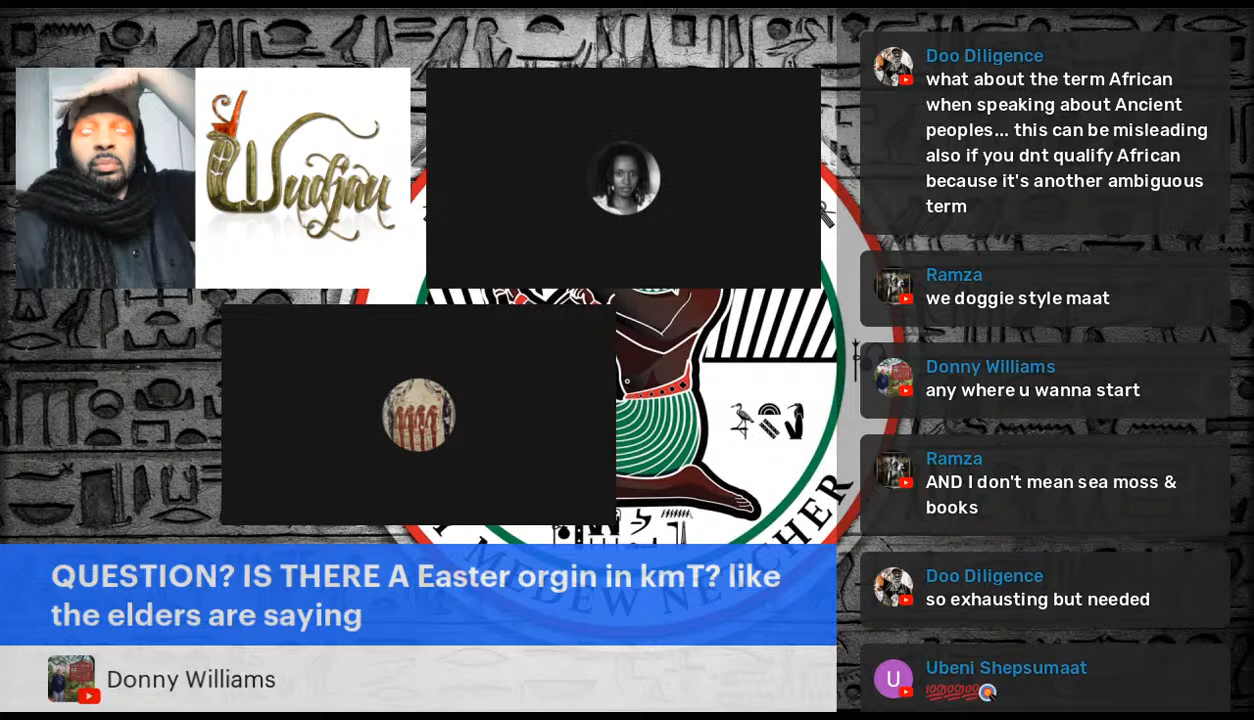 Wudjau
MEDEW NETCHER
QUESTION? IS THERE A Easter orgin in kmT? like
the elders are saying
Donny Williams
Doo Diligence
what about the term African
when speaking about Ancient
peoples... this can be misleading
also if you dnt qualify African
because it's another ambiguous
term
Ramza
we doggie style maat
Donny Williams
any where u wanna start
Ramza
AND I don't mean sea moss &
books
Doo Diligence
so exhausting but needed
U
Ubeni Shepsumaat
💯💯💯🎯